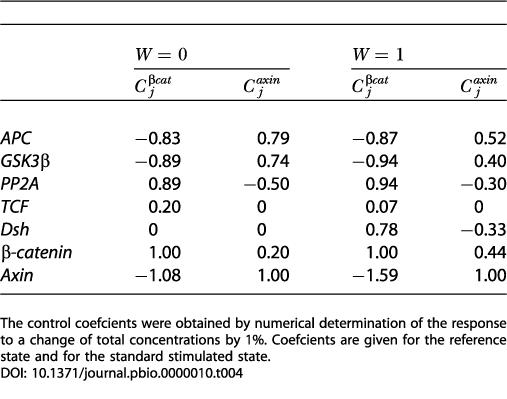 W = 0 W = 1
C_j^βcat C_j^axin C_j^βcat C_j^axin
APC −0.83 0.79 −0.87 0.52
GSK3β −0.89 0.74 −0.94 0.40
PP2A 0.89 −0.50 0.94 −0.30
TCF 0.20 0 0.07 0
Dsh 0 0 0.78 −0.33
β-catenin 1.00 0.20 1.00 0.44
Axin −1.08 1.00 −1.59 1.00
The control coefcients were obtained by numerical determination of the response
to a change of total concentrations by 1%. Coefcients are given for the reference
state and for the standard stimulated state.
DOI: 10.1371/journal.pbio.0000010.t004